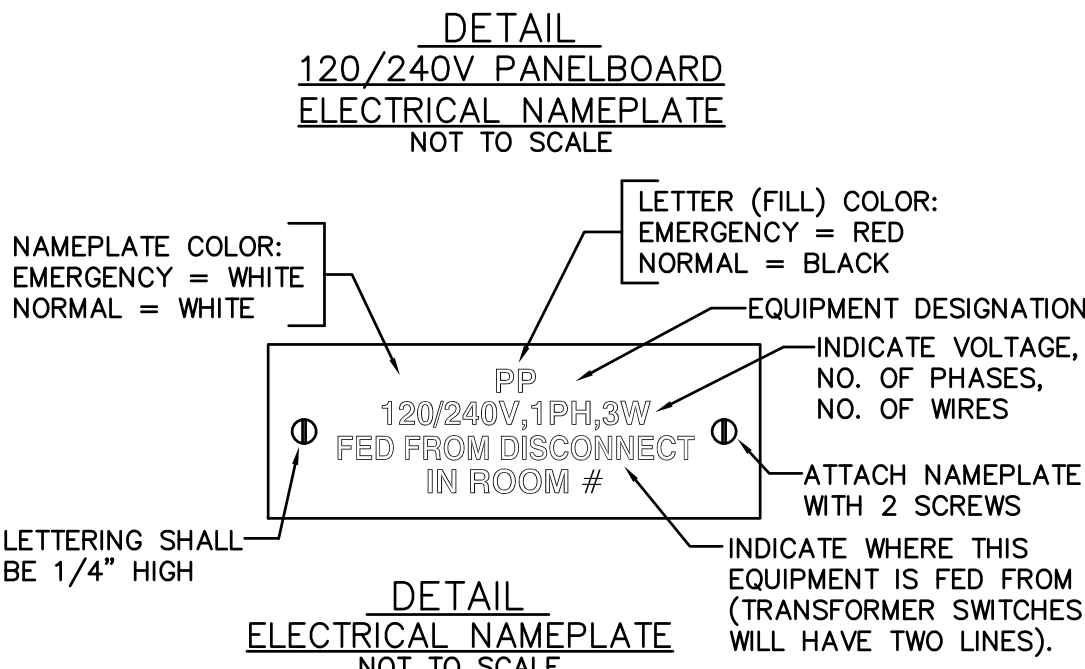 DETAIL
120/240V PANELBOARD
ELECTRICAL NAMEPLATE
NOT TO SCALE
LETTER (FILL) COLOR:
EMERGENCY = RED
NORMAL = BLACK
NAMEPLATE COLOR:
EMERGENCY = WHITE
NORMAL = WHITE
EQUIPMENT DESIGNATION
INDICATE VOLTAGE,
NO. OF PHASES,
NO. OF WIRES
PP
120/240V,1PH,3W
FED FROM DISCONNECT
IN ROOM #
ATTACH NAMEPLATE
WITH 2 SCREWS
LETTERING SHALL
BE 1/4" HIGH
INDICATE WHERE THIS
EQUIPMENT IS FED FROM
(TRANSFORMER SWITCHES
WILL HAVE TWO LINES).
DETAIL
ELECTRICAL NAMEPLATE
NOT TO SCALE